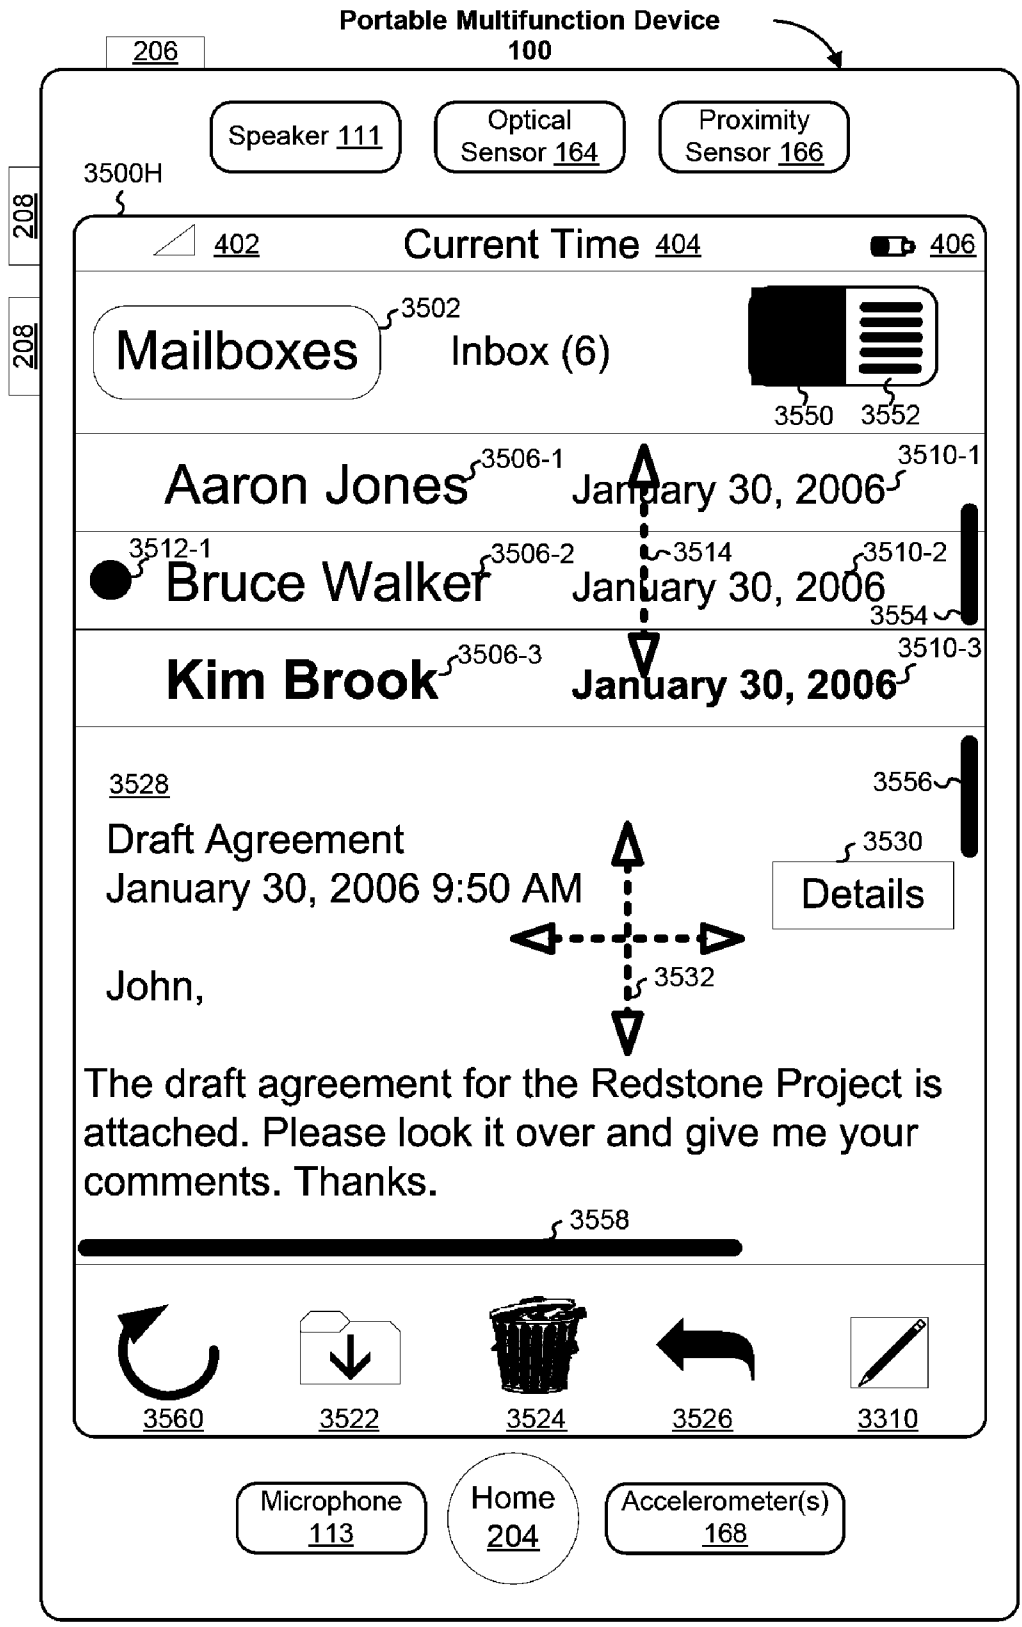 Portable Multifunction Device
100
206
Speaker 111
Optical
Sensor 164
Proximity
Sensor 166
3500H
208
208
402
Current Time 404
406
Mailboxes
3502
Inbox (6)
3550
3552
Aaron Jones
3506-1
January 30, 2006
3510-1
3512-1
Bruce Walker
3506-2
3514
January 30, 2006
3510-2
3554
Kim Brook
3506-3
January 30, 2006
3510-3
3528
3556
Draft Agreement
3530
January 30, 2006 9:50 AM
Details
John,
3532
The draft agreement for the Redstone Project is
attached. Please look it over and give me your
comments. Thanks.
3558
3560
3522
3524
3526
3310
Microphone
113
Home
204
Accelerometer(s)
168